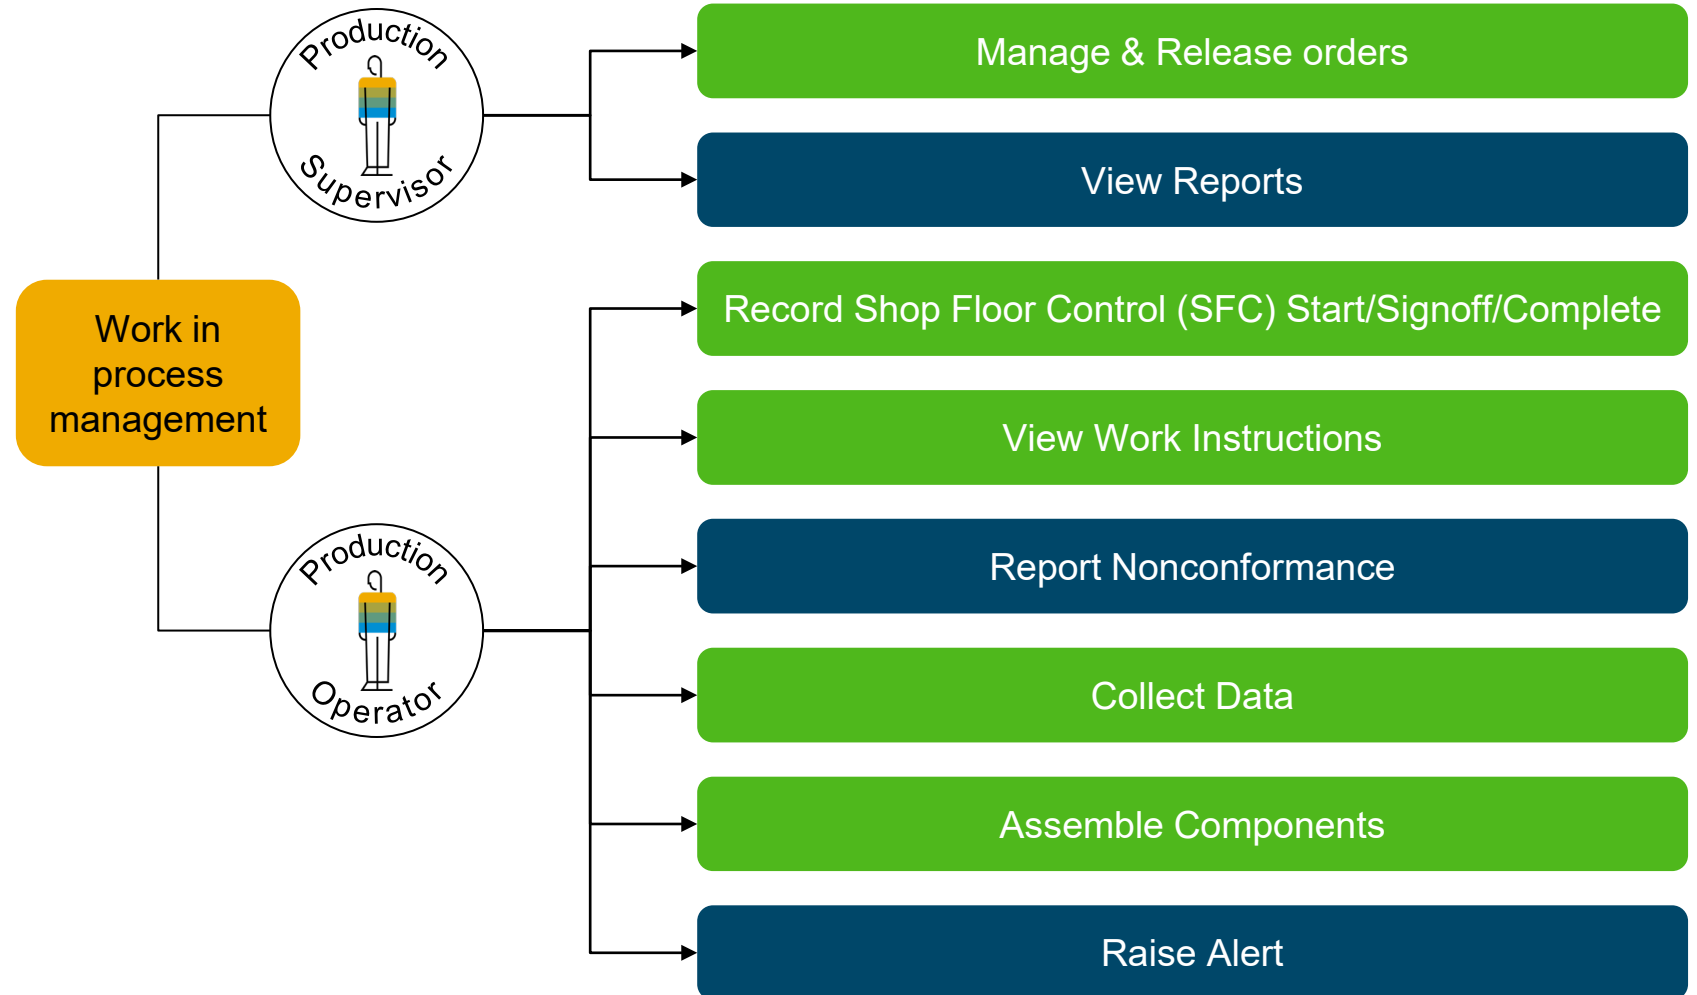 Production
Supervisor
Manage & Release orders
View Reports
Work in
process
management
Production
Operator
Record Shop Floor Control (SFC) Start/Signoff/Complete
View Work Instructions
Report Nonconformance
Collect Data
Assemble Components
Raise Alert